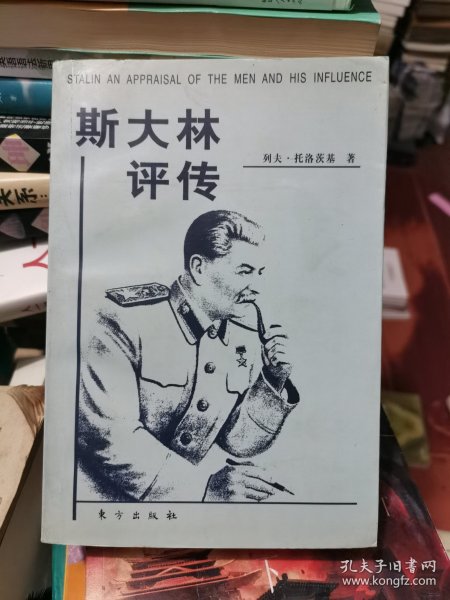 STALIN AN APPRAISAL OF THE MEN AND HIS INFLUENCE
斯大林
评传
列夫·托洛茨基 著
東方出版社
孔夫子旧书网
www.kongfz.com